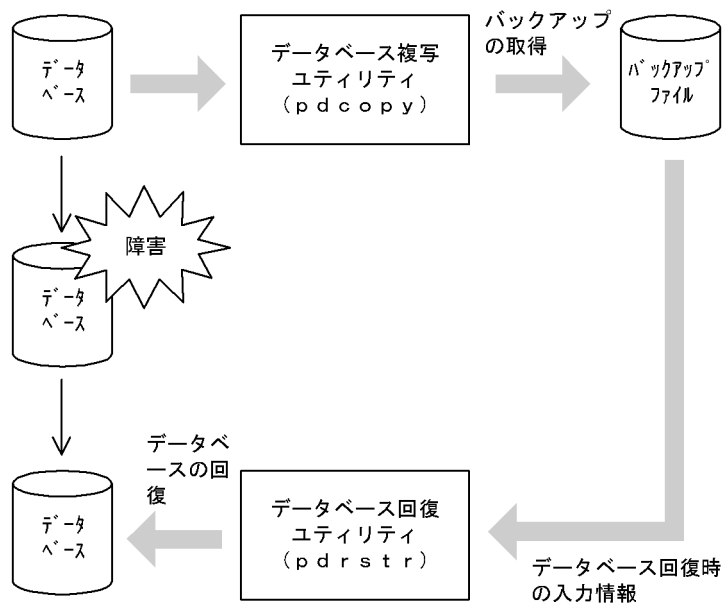 データ
ベース
データベース複写
ユティリティ
(pdcopy)
バックアップ
の取得
バックアップ
ファイル
障害
データ
ベース
データベ
ースの回
復
データ
ベース
データベース回復
ユティリティ
(pdrstr)
データベース回復時
の入力情報